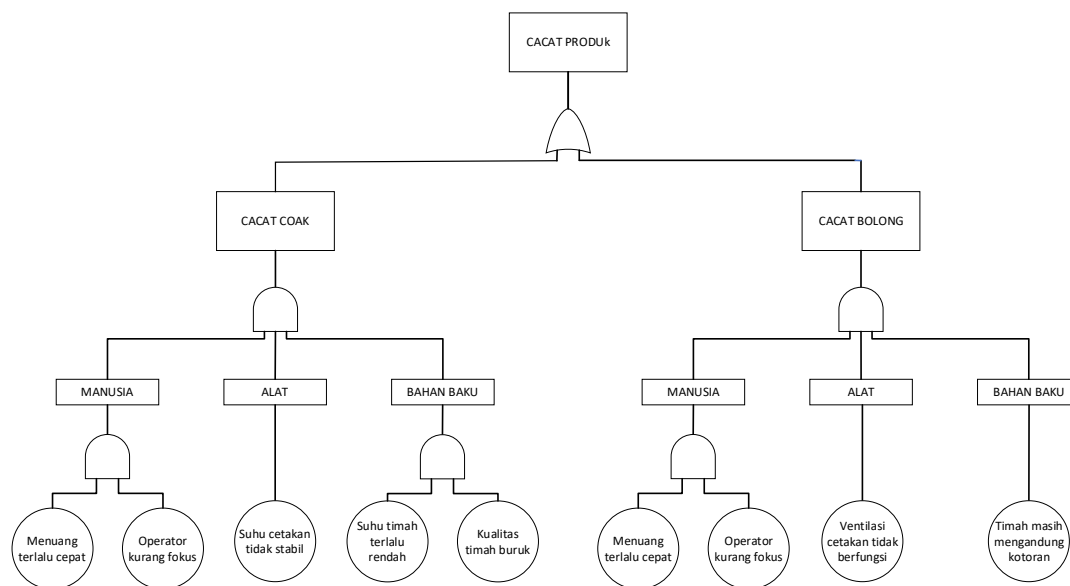 CACAT PRODUk
CACAT COAK
CACAT BOLONG
MANUSIA
ALAT
BAHAN BAKU
MANUSIA
ALAT
BAHAN BAKU
Menuang
terlalu cepat
Operator
kurang fokus
Suhu cetakan
tidak stabil
Suhu timah
terlalu
rendah
Kualitas
timah buruk
Menuang
terlalu cepat
Operator
kurang fokus
Ventilasi
cetakan tidak
berfungsi
Timah masih
mengandung
kotoran